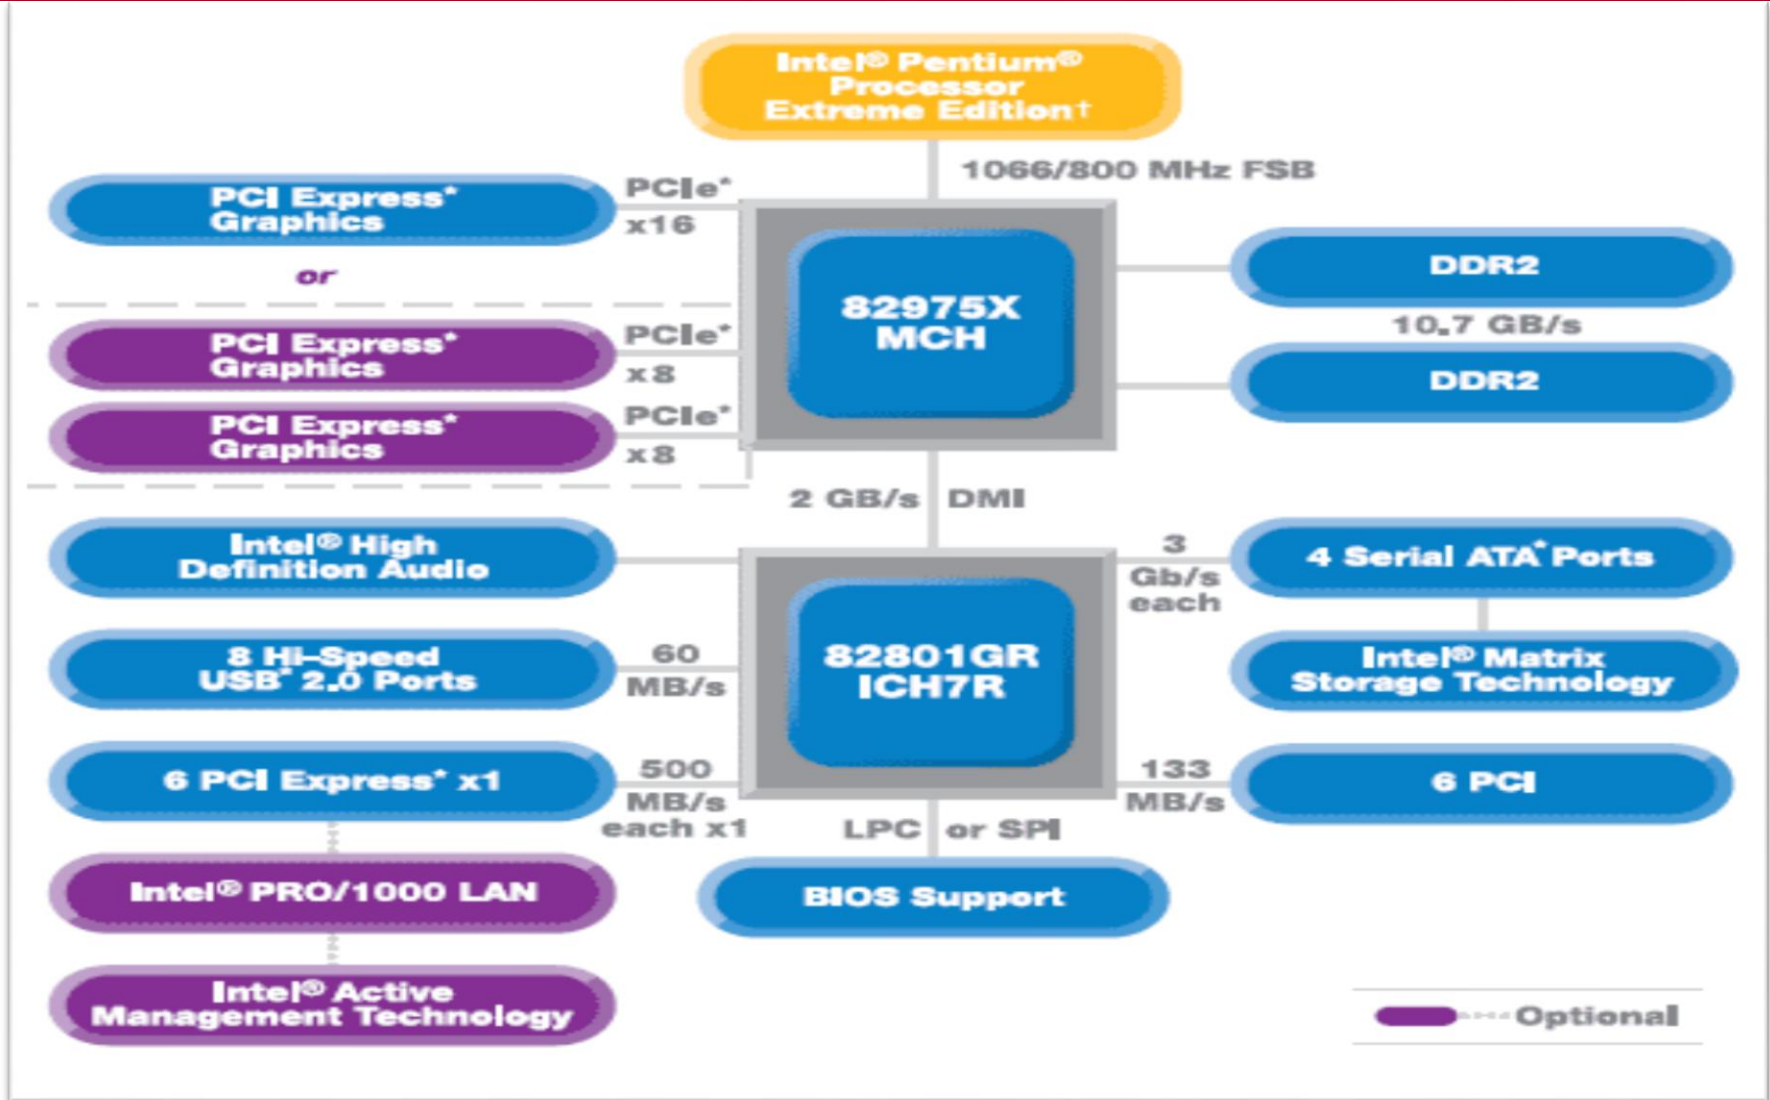 Intel® Pentium®
Processor
Extreme Edition†
1066/800 MHz FSB
PCI Express*
Graphics
PCIe*
x16
or
PCI Express*
Graphics
PCIe*
x8
PCI Express*
Graphics
PCIe*
x8
82975X
MCH
DDR2
10.7 GB/s
DDR2
2 GB/s DMI
Intel® High
Definition Audio
8 Hi-Speed
USB* 2.0 Ports
60
MB/s
6 PCI Express* x1
500
MB/s
each x1
Intel® PRO/1000 LAN
Intel® Active
Management Technology
82801GR
ICH7R
3
Gb/s
each
4 Serial ATA* Ports
Intel® Matrix
Storage Technology
133
MB/s
6 PCI
LPC or SPI
BIOS Support
Optional